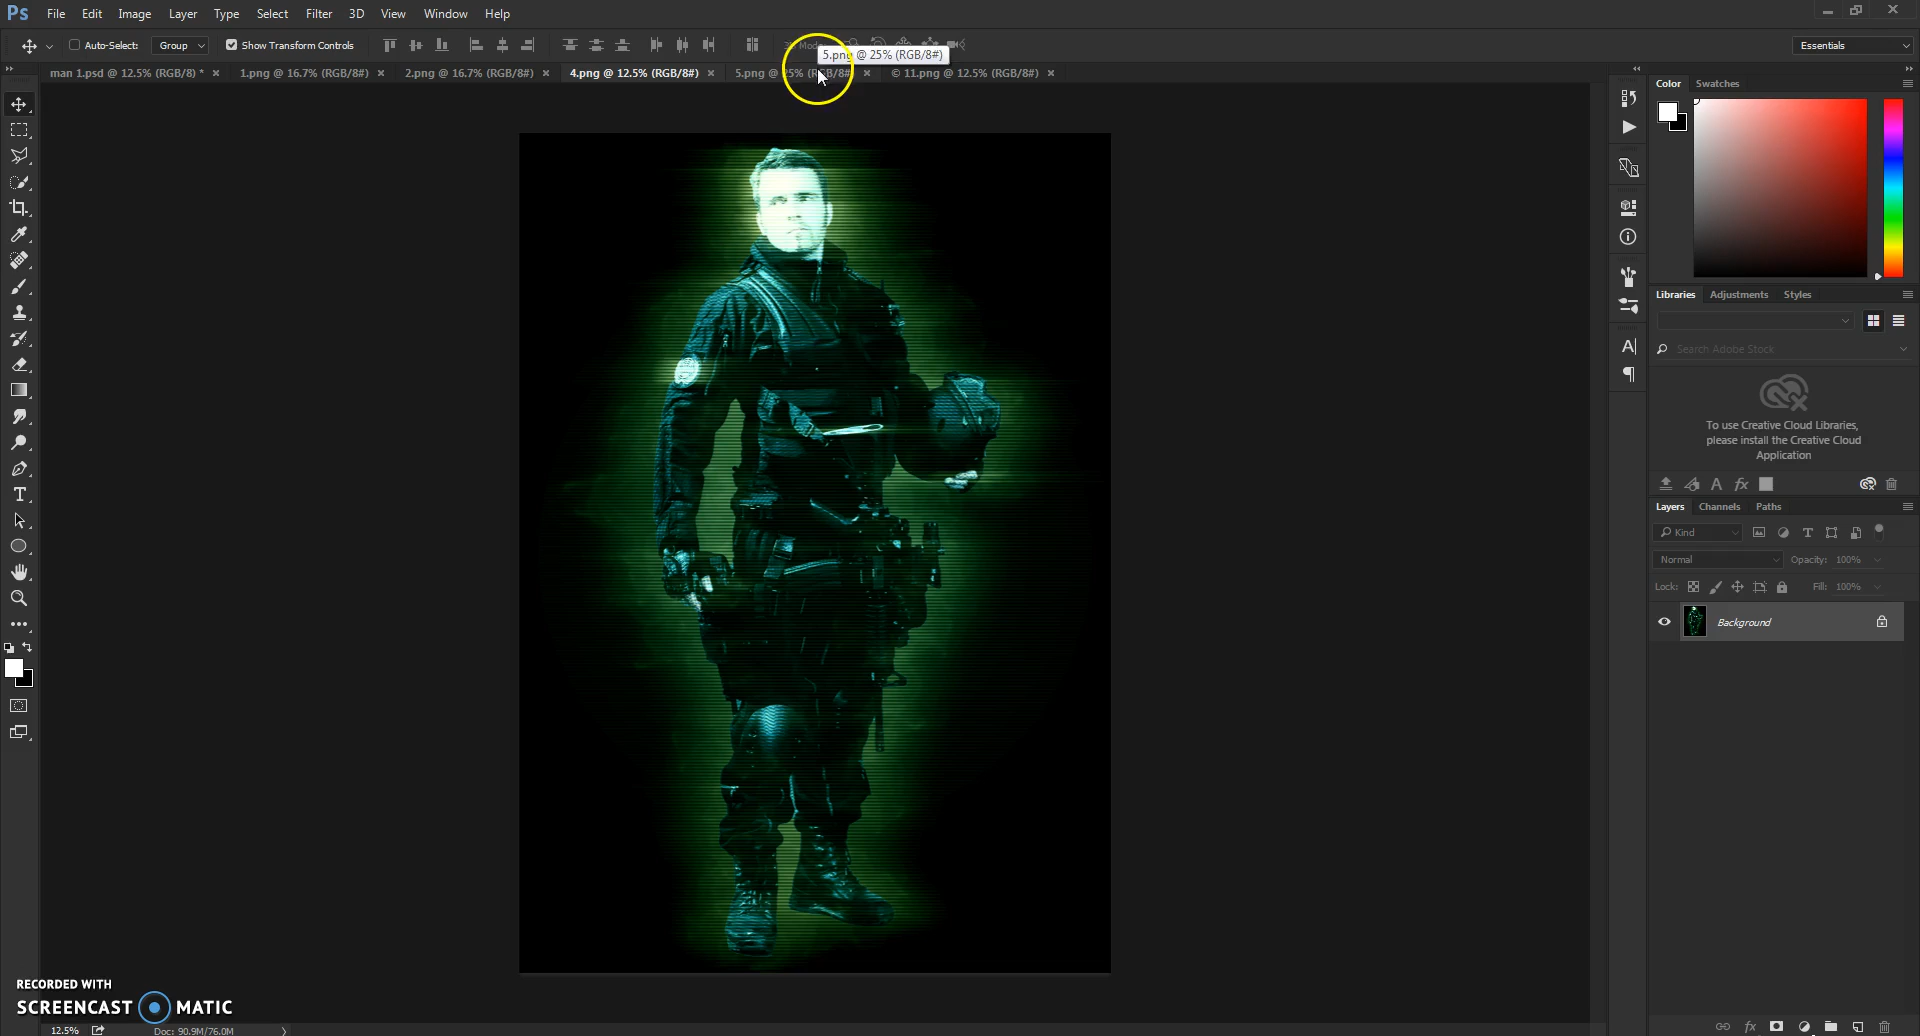 Ps File Edit Image Layer Type Select Filter 3D View Window Help
Auto-Select: Group Show Transform Controls
Essentials
5.png @ 25% (RGB/8#)
man 1.psd @ 12.5% (RGB/8) * × 1.png @ 16.7% (RGB/8#) × 2.png @ 16.7% (RGB/8#) × 4.png @ 12.5% (RGB/8#) × 5.png @ 25% (RGB/8#) × © 11.png @ 12.5% (RGB/8#) ×
Color Swatches
Libraries Adjustments Styles
Search Adobe Stock
To use Creative Cloud Libraries,
please install the Creative Cloud
Application
Layers Channels Paths
Kind
Normal Opacity: 100%
Lock: Fill: 100%
Background
RECORDED WITH
SCREENCAST MATIC
12.5% Doc: 90.9M/76.0M